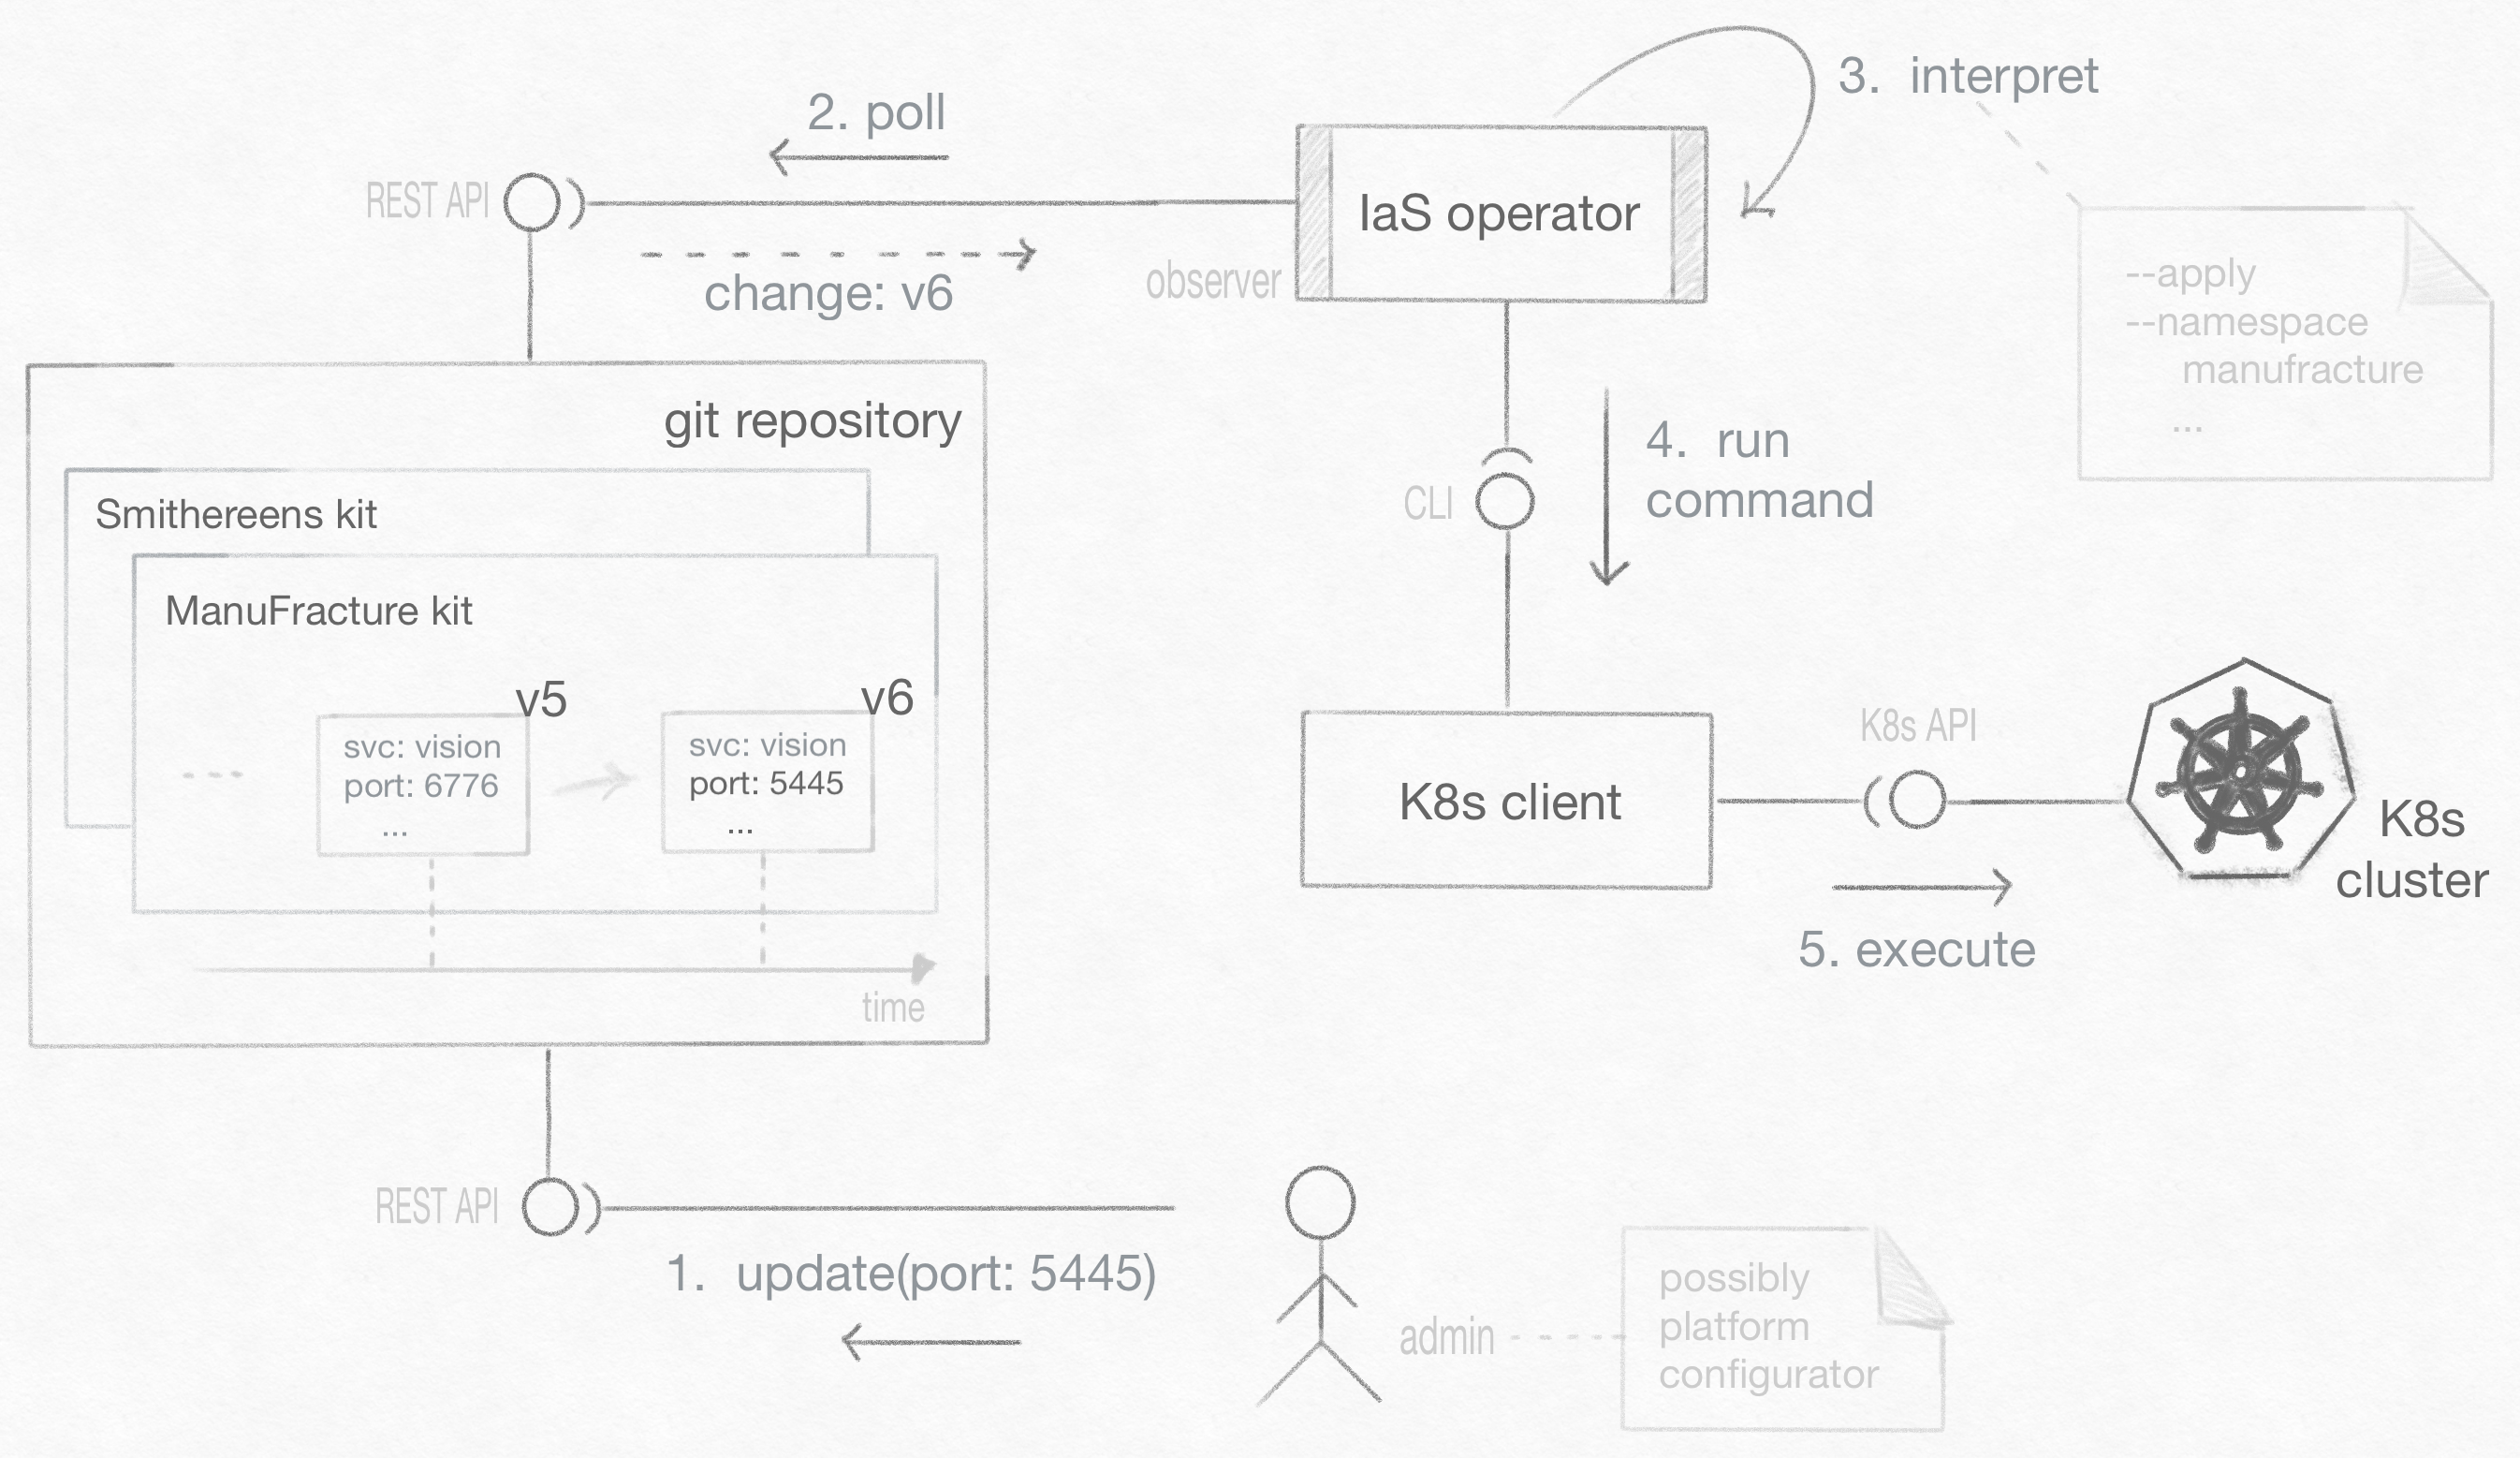 2. poll
REST API
change: v6
observer
IaS operator
3. interpret
--apply
--namespace
manufracture
...
git repository
Smithereens kit
ManuFracture kit
v5
svc: vision
port: 6776
...
v6
svc: vision
port: 5445
...
time
CLI
4. run
command
K8s client
K8s API
K8s
cluster
5. execute
REST API
1. update(port: 5445)
admin
possibly
platform
configurator